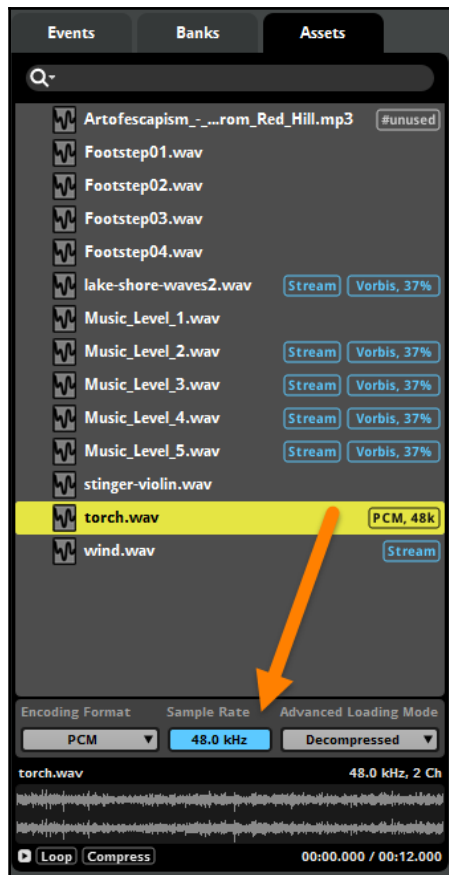 Events Banks Assets
Artofescapism_-_...rom_Red_Hill.mp3 #unused
Footstep01.wav
Footstep02.wav
Footstep03.wav
Footstep04.wav
lake-shore-waves2.wav Stream Vorbis, 37%
Music_Level_1.wav
Music_Level_2.wav Stream Vorbis, 37%
Music_Level_3.wav Stream Vorbis, 37%
Music_Level_4.wav Stream Vorbis, 37%
Music_Level_5.wav Stream Vorbis, 37%
stinger-violin.wav
torch.wav PCM, 48k
wind.wav Stream
Encoding Format Sample Rate Advanced Loading Mode
PCM 48.0 kHz Decompressed
torch.wav 48.0 kHz, 2 Ch
Loop Compress 00:00.000 / 00:12.000